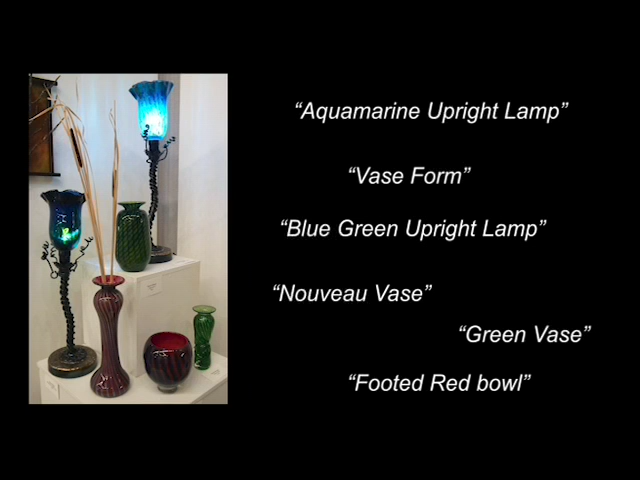 “Aquamarine Upright Lamp”
“Vase Form”
“Blue Green Upright Lamp”
“Nouveau Vase”
“Green Vase”
“Footed Red bowl”